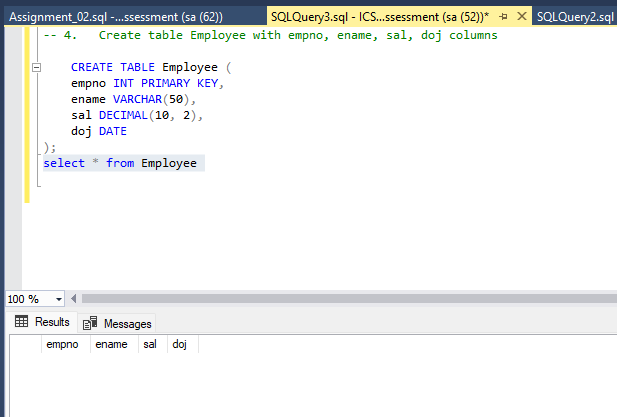 Assignment_02.sql -...ssessment (sa (62)) SQLQuery3.sql - ICS...ssessment (sa (52))* SQLQuery2.sql
-- 4. Create table Employee with empno, ename, sal, doj columns
CREATE TABLE Employee (
empno INT PRIMARY KEY,
ename VARCHAR(50),
sal DECIMAL(10, 2),
doj DATE
);
select * from Employee
100 %
Results Messages
empno ename sal doj